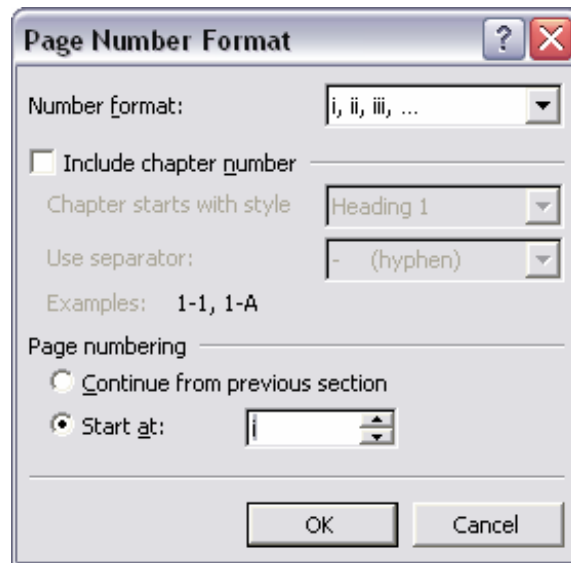 Page Number Format
Number format: i, ii, iii, ...
Include chapter number
Chapter starts with style Heading 1
Use separator: - (hyphen)
Examples: 1-1, 1-A
Page numbering
Continue from previous section
Start at: i
OK Cancel